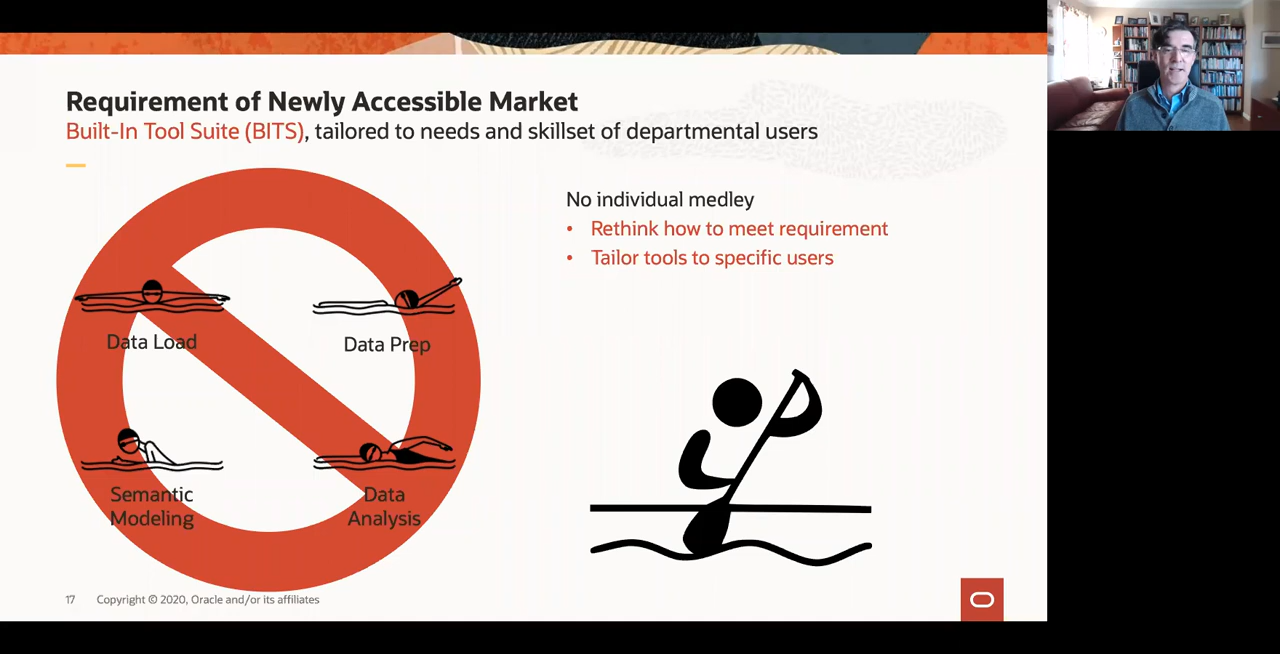 Requirement of Newly Accessible Market
Built-In Tool Suite (BITS), tailored to needs and skillset of departmental users
No individual medley
• Rethink how to meet requirement
• Tailor tools to specific users
Data Load
Data Prep
Semantic
Modeling
Data
Analysis
17 Copyright © 2020, Oracle and/or its affiliates